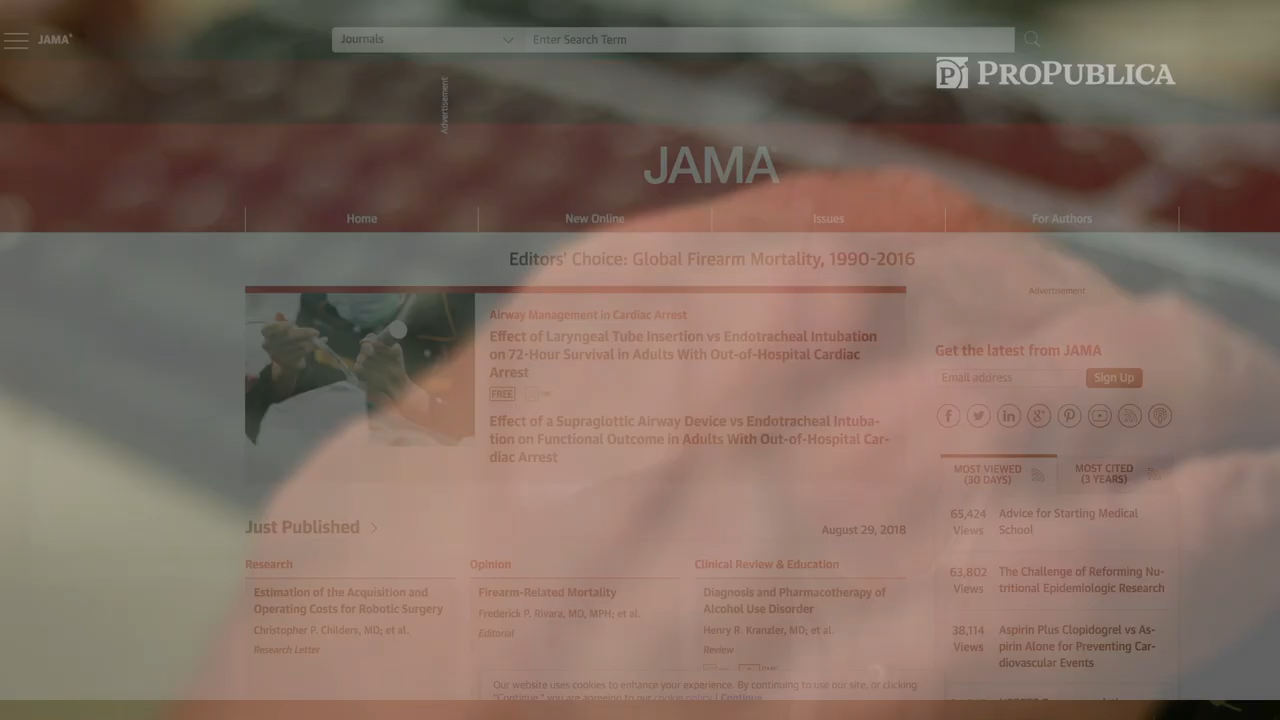 JAMA
Journals
Enter Search Term
PROPUBLICA
Advertisement
JAMA
Home
New Online
Issues
For Authors
Editors' Choice: Global Firearm Mortality, 1990-2016
Advertisement
Airway Management in Cardiac Arrest
Effect of Laryngeal Tube Insertion vs Endotracheal Intubation
on 72-Hour Survival in Adults With Out-of-Hospital Cardiac
Arrest
FREE
Effect of a Supraglottic Airway Device vs Endotracheal Intuba-
tion on Functional Outcome in Adults With Out-of-Hospital Car-
diac Arrest
Get the latest from JAMA
Email address
Sign Up
MOST VIEWED
(30 DAYS)
MOST CITED
(3 YEARS)
65,424
Views
Advice for Starting Medical
School
63,802
Views
The Challenge of Reforming Nu-
tritional Epidemiologic Research
38,114
Views
Aspirin Plus Clopidogrel vs As-
pirin Alone for Preventing Car-
diovascular Events
Just Published
August 29, 2018
Research
Estimation of the Acquisition and
Operating Costs for Robotic Surgery
Christopher P. Childers, MD; et al.
Research Letter
Opinion
Firearm-Related Mortality
Frederick P. Rivara, MD, MPH; et al.
Editorial
Clinical Review & Education
Diagnosis and Pharmacotherapy of
Alcohol Use Disorder
Henry R. Kranzler, MD; et al.
Review
Our website uses cookies to enhance your experience. By continuing to use our site, or clicking
"Continue," you are agreeing to our cookie policy | Continue